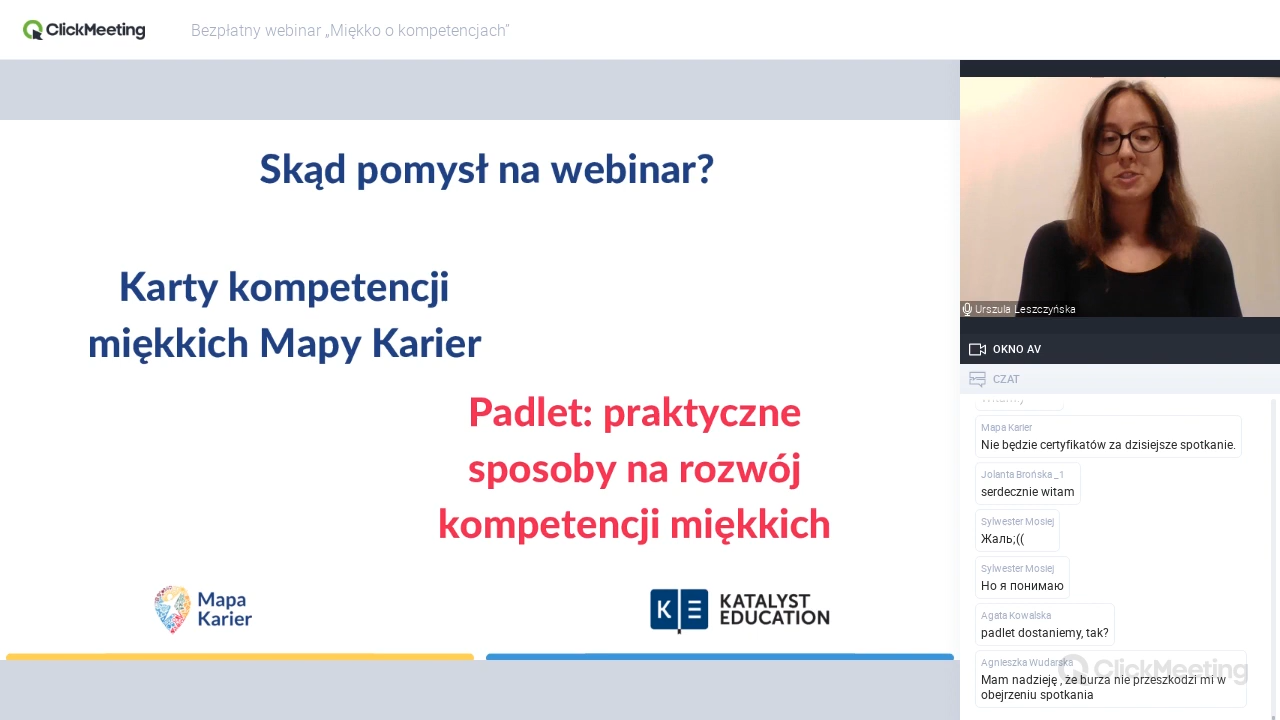 ClickMeeting
Bezpłatny webinar „Miękko o kompetencjach”
Skąd pomysł na webinar?
Karty kompetencji
miękkich Mapy Karier
Padlet: praktyczne
sposoby na rozwój
kompetencji miękkich
Mapa
Karier
KE
KATALYST
EDUCATION
Urszula Leszczyńska
OKNO AV
CZAT
Mapa Karier
Nie będzie certyfikatów za dzisiejsze spotkanie.
Jolanta Brońska _1
serdecznie witam
Sylwester Mosiej
Жаль;((
Sylwester Mosiej
Но я понимаю
Agata Kowalska
padlet dostaniemy, tak?
Agnieszka Wudarska
Mam nadzieję , że burza nie przeszkodzi mi w
obejrzeniu spotkania
ClickMeeting